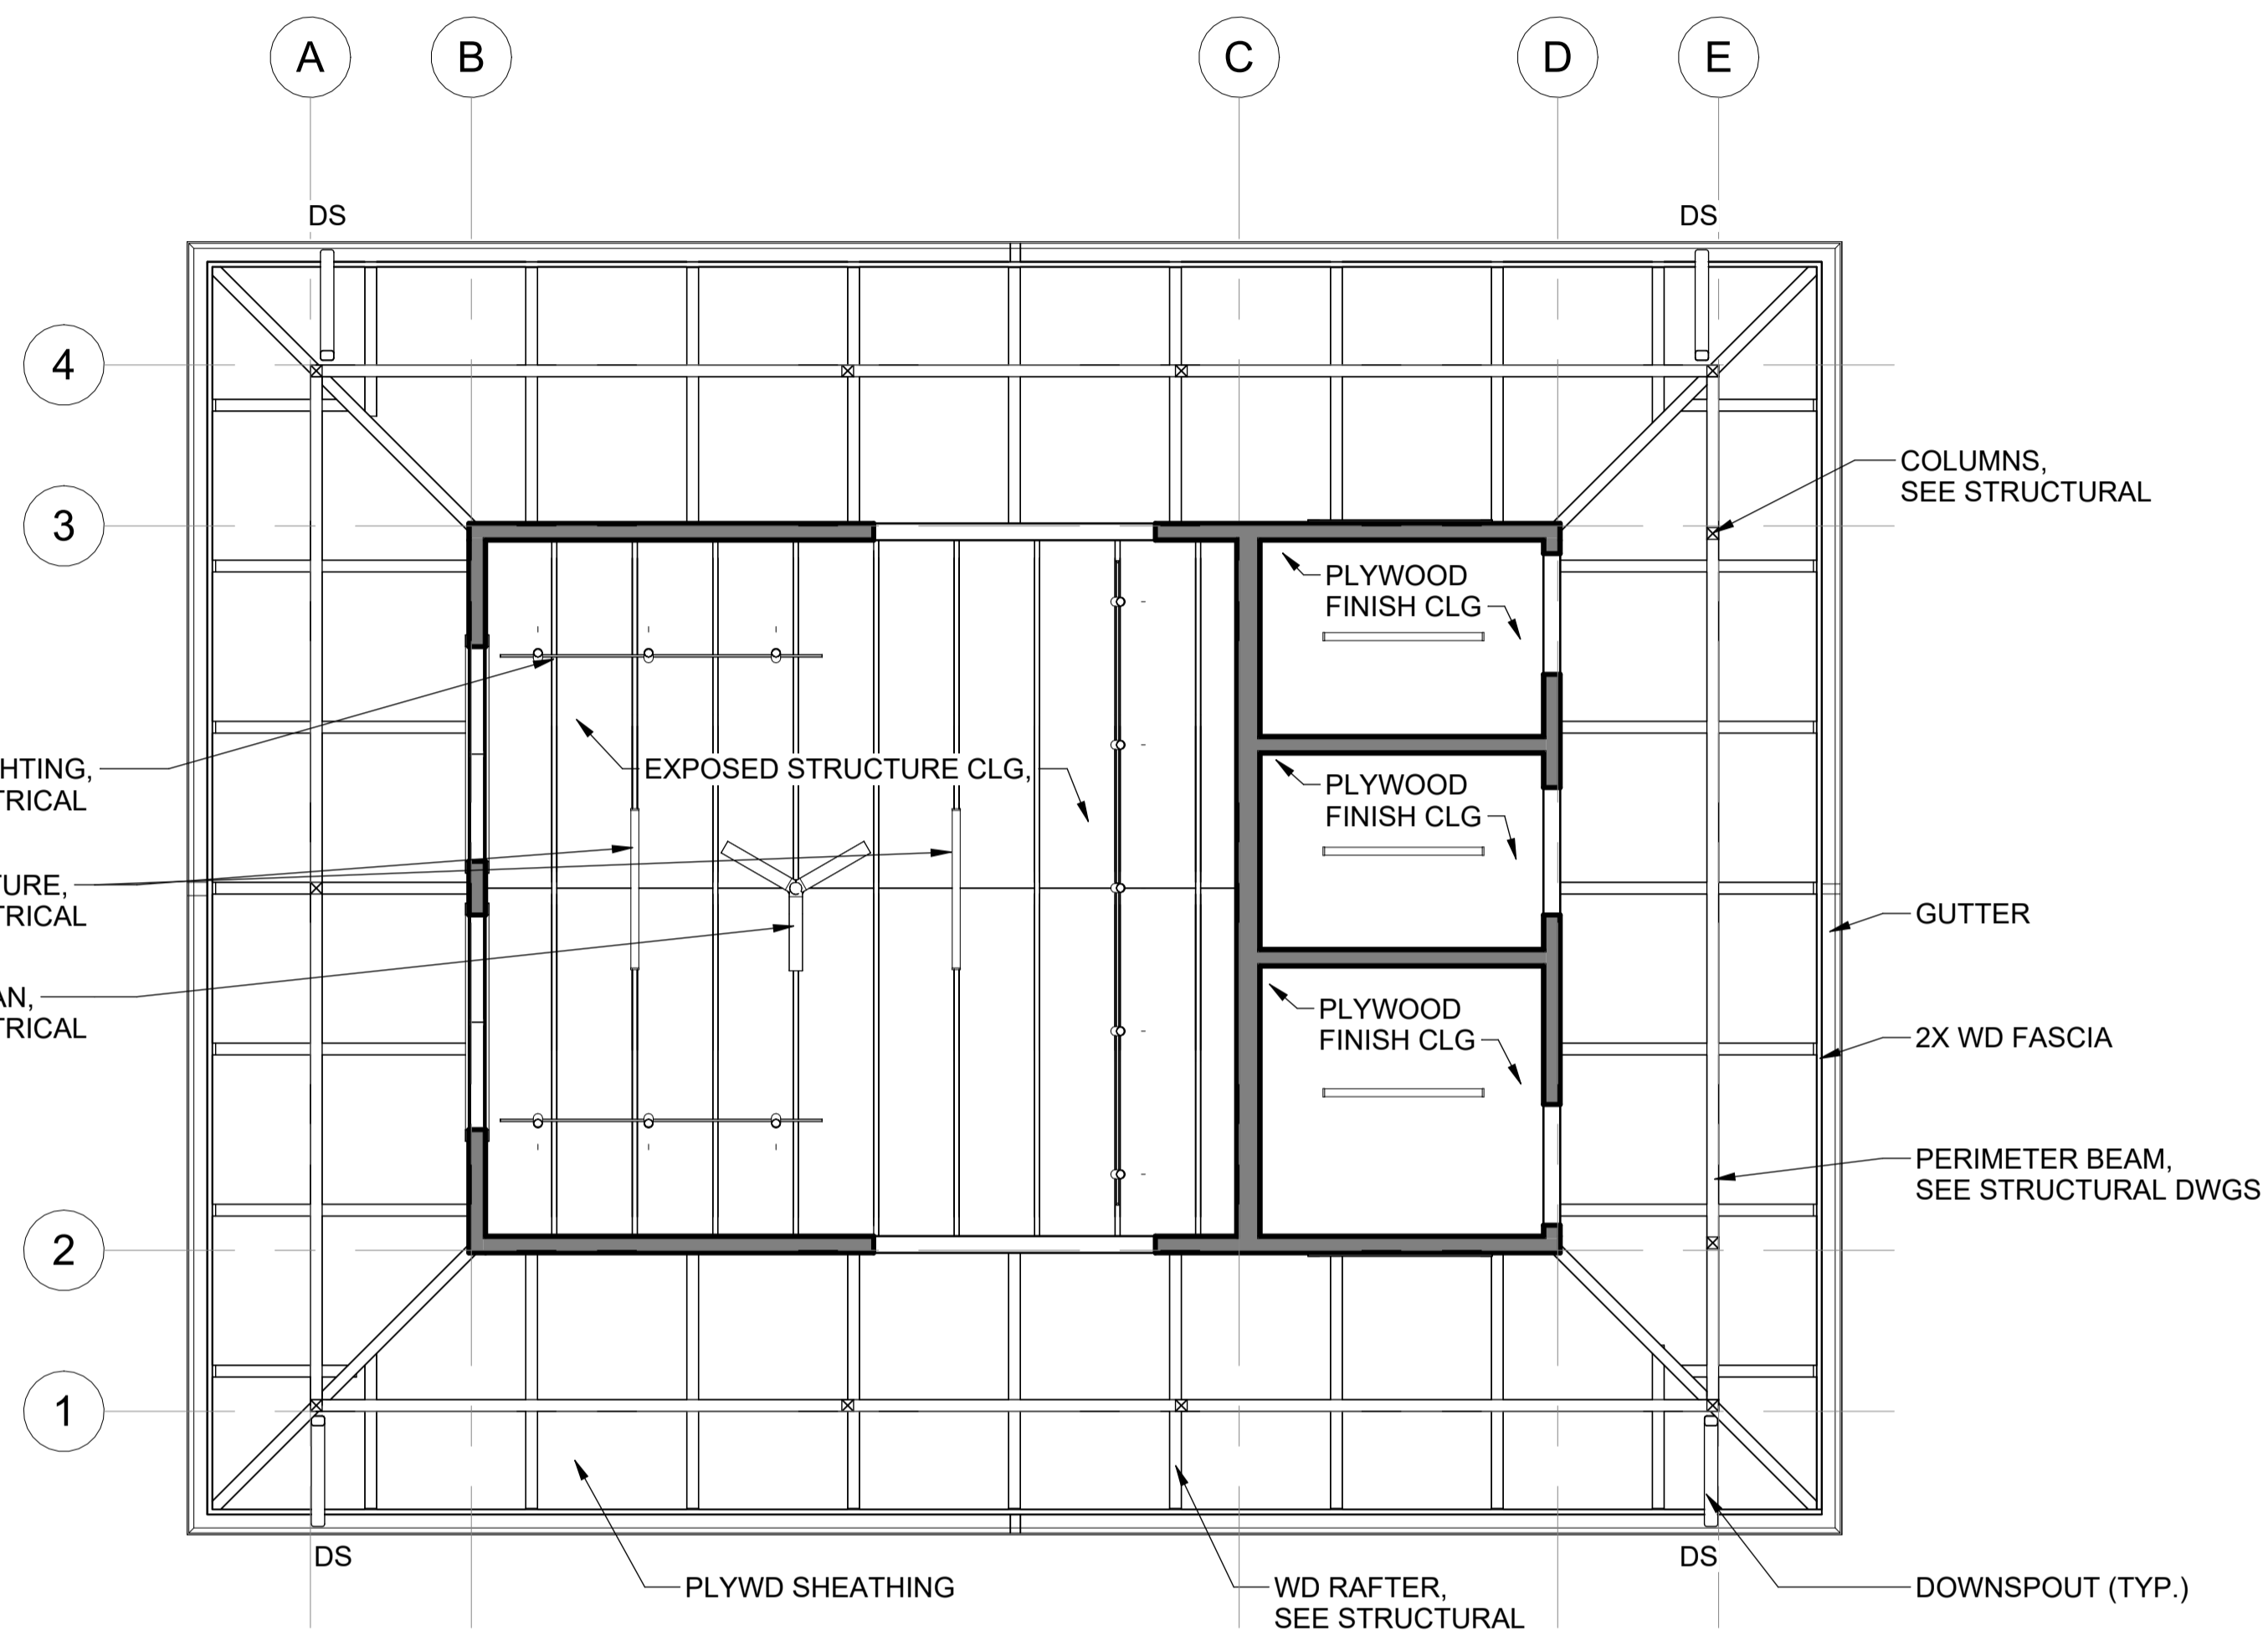 A
B
C
D
E
DS
DS
4
COLUMNS,
SEE STRUCTURAL
3
PLYWOOD
FINISH CLG
HTING,
TRICAL
EXPOSED STRUCTURE CLG,
PLYWOOD
FINISH CLG
TURE,
TRICAL
GUTTER
AN,
TRICAL
PLYWOOD
FINISH CLG
2X WD FASCIA
PERIMETER BEAM,
SEE STRUCTURAL DWGS
2
1
DS
DS
PLYWD SHEATHING
WD RAFTER,
SEE STRUCTURAL
DOWNSPOUT (TYP.)